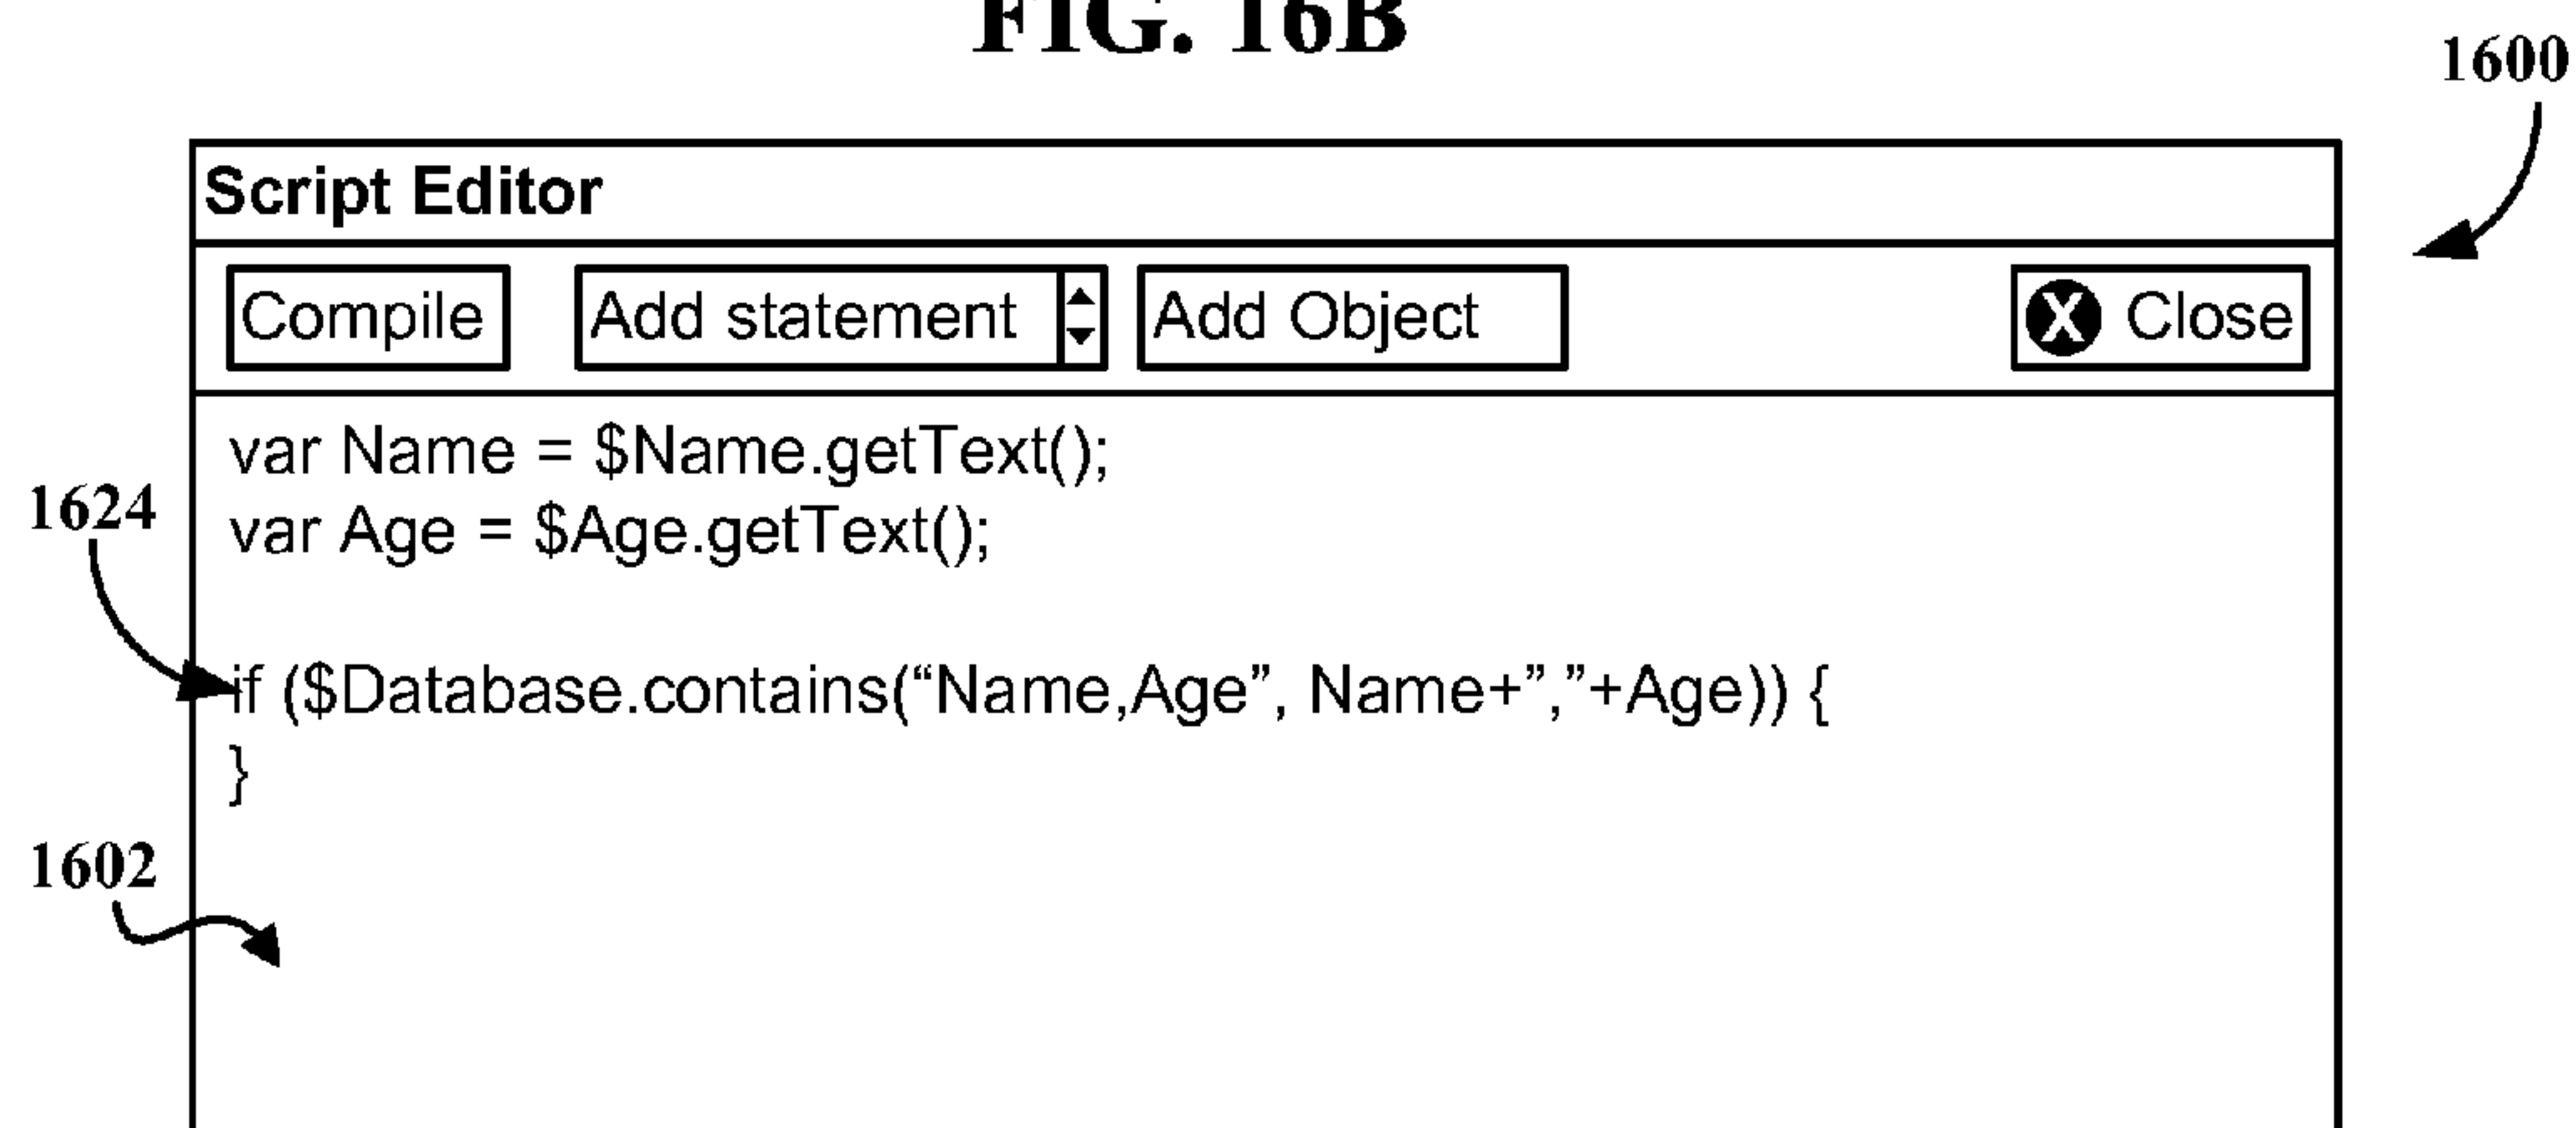 FIG. 16B
1600
Script Editor
Compile Add statement Add Object X Close
var Name = $Name.getText();
1624
var Age = $Age.getText();
if ($Database.contains(“Name,Age”, Name+”,”+Age)) {
}
1602